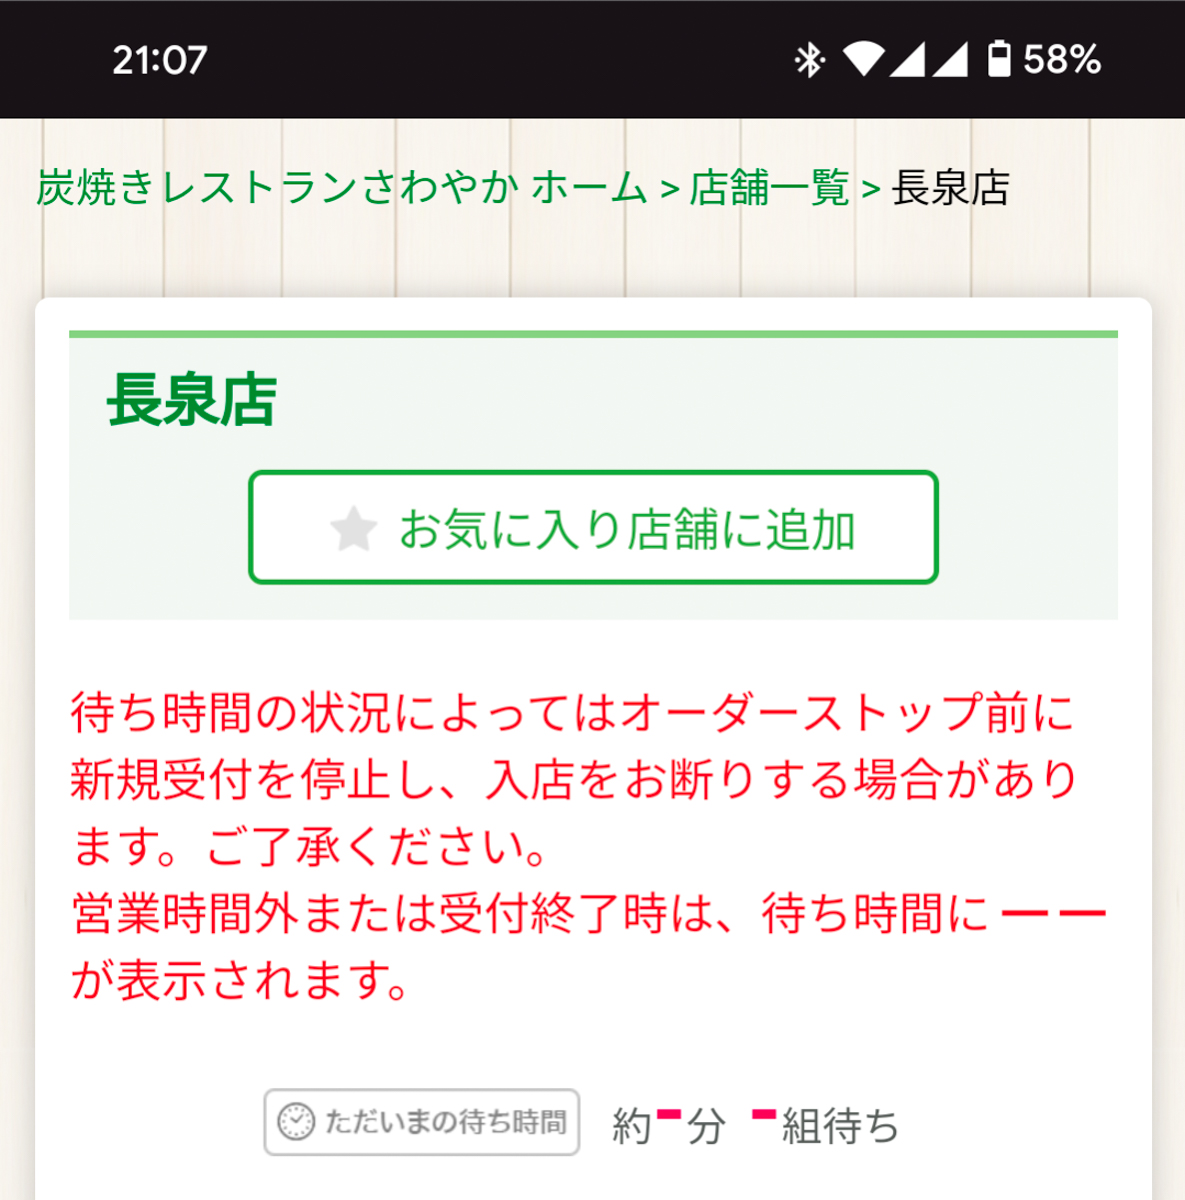 21:07 58%
炭焼きレストランさわやか ホーム > 店舗一覧 > 長泉店
長泉店
お気に入り店舗に追加
待ち時間の状況によってはオーダーストップ前に
新規受付を停止し、入店をお断りする場合があり
ます。ご了承ください。
営業時間外または受付終了時は、待ち時間に ー ー
が表示されます。
ただいまの待ち時間 約-分 -組待ち